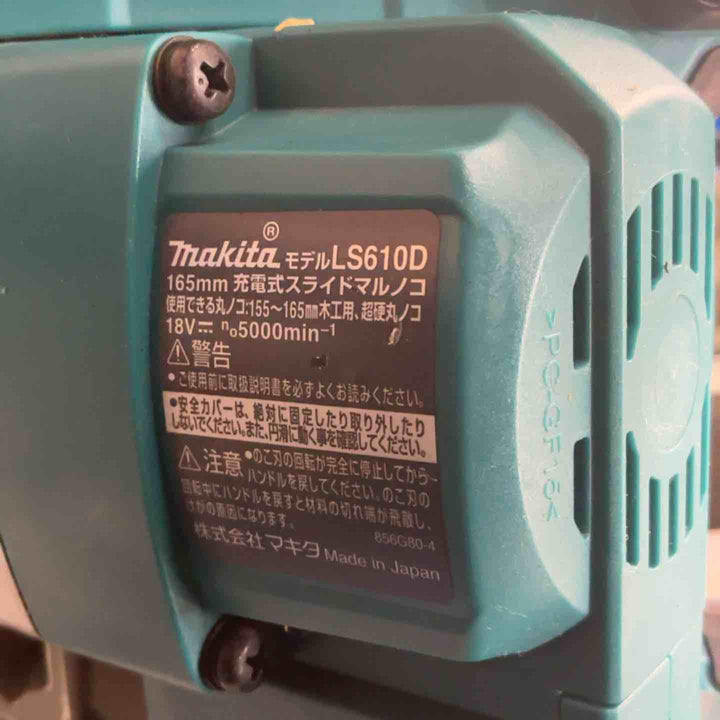 makita® モデルLS610D
165mm 充電式スライドマルノコ
使用できる丸ノコ:155～165mm木工用、超硬丸ノコ
18V⎓ n₀5000min⁻¹
⚠警告
●ご使用前に取扱説明書を必ずよくお読みください。
●安全カバーは、絶対に固定したり取り外したり
しないでください。また、円滑に動く事を確認してください。
⚠注意 ●のこ刃の回転が完全に停止してから
ハンドルを戻してください。のこ刃の
回転中にハンドルを戻すと材料の切れ端が飛散し、
けがの原因になります。
856G80-4
株式会社マキタ Made in Japan
>PC-GF15<